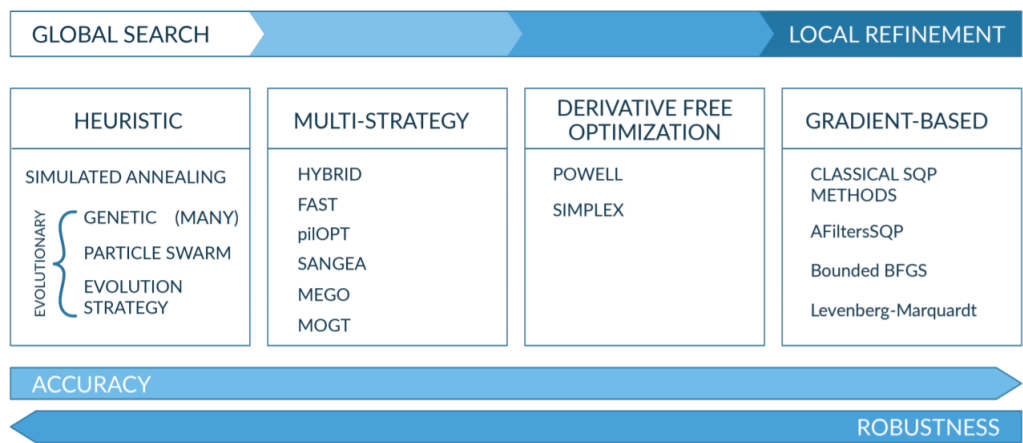 GLOBAL SEARCH
LOCAL REFINEMENT
HEURISTIC
SIMULATED ANNEALING
EVOLUTIONARY
GENETIC (MANY)
PARTICLE SWARM
EVOLUTION
STRATEGY
MULTI-STRATEGY
HYBRID
FAST
pilOPT
SANGEA
MEGO
MOGT
DERIVATIVE FREE
OPTIMIZATION
POWELL
SIMPLEX
GRADIENT-BASED
CLASSICAL SQP
METHODS
AFiltersSQP
Bounded BFGS
Levenberg-Marquardt
ACCURACY
ROBUSTNESS